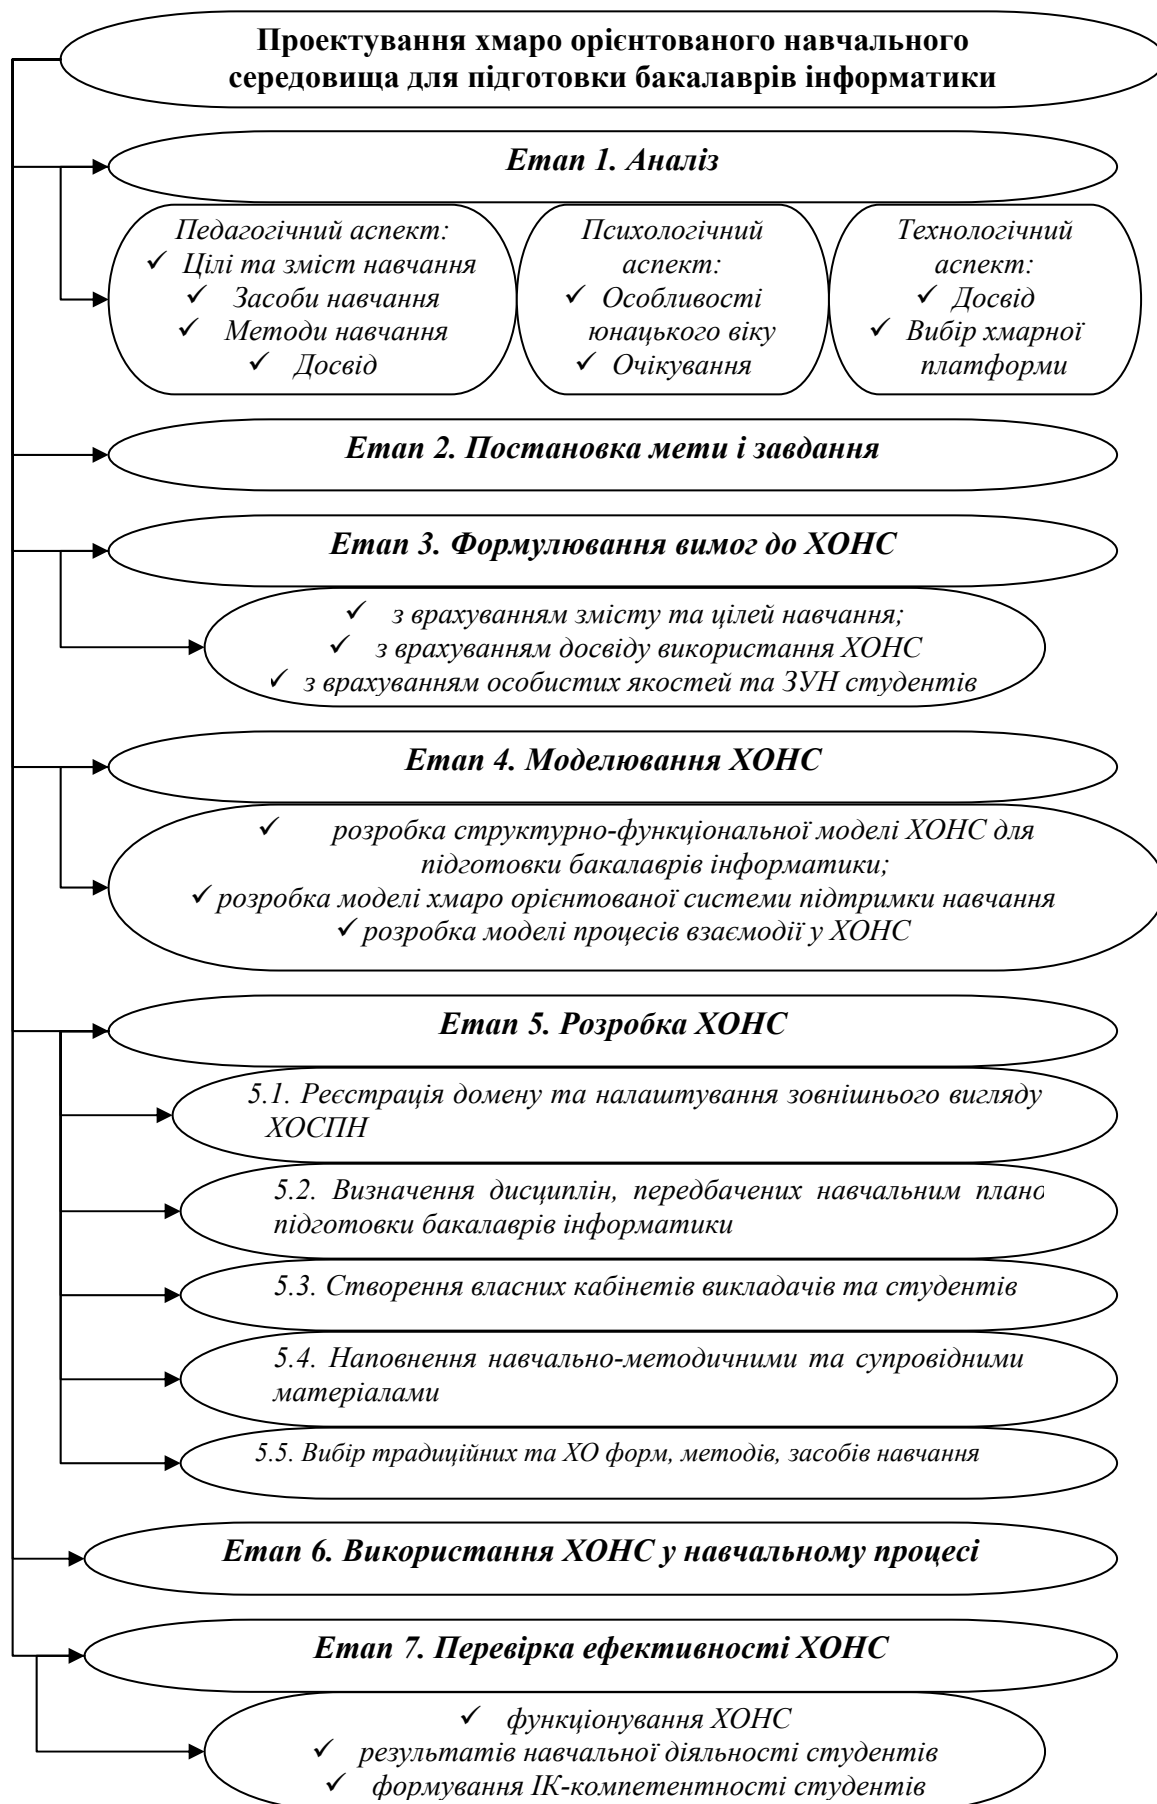 Проектування хмаро орієнтованого навчального
середовища для підготовки бакалаврів інформатики
Етап 1. Аналіз
Педагогічний аспект:
✓ Цілі та зміст навчання
✓ Засоби навчання
✓ Методи навчання
✓ Досвід
Психологічний
аспект:
✓ Особливості
юнацького віку
✓ Очікування
Технологічний
аспект:
✓ Досвід
✓ Вибір хмарної
платформи
Етап 2. Постановка мети і завдання
Етап 3. Формулювання вимог до ХОНС
✓ з врахуванням змісту та цілей навчання;
✓ з врахуванням досвіду використання ХОНС
✓ з врахуванням особистих якостей та ЗУН студентів
Етап 4. Моделювання ХОНС
✓ розробка структурно-функціональної моделі ХОНС для
підготовки бакалаврів інформатики;
✓ розробка моделі хмаро орієнтованої системи підтримки навчання
✓ розробка моделі процесів взаємодії у ХОНС
Етап 5. Розробка ХОНС
5.1. Реєстрація домену та налаштування зовнішнього вигляду
ХОСПН
5.2. Визначення дисциплін, передбачених навчальним плано
підготовки бакалаврів інформатики
5.3. Створення власних кабінетів викладачів та студентів
5.4. Наповнення навчально-методичними та супровідними
матеріалами
5.5. Вибір традиційних та ХО форм, методів, засобів навчання
Етап 6. Використання ХОНС у навчальному процесі
Етап 7. Перевірка ефективності ХОНС
✓ функціонування ХОНС
✓ результатів навчальної діяльності студентів
✓ формування ІК-компетентності студентів